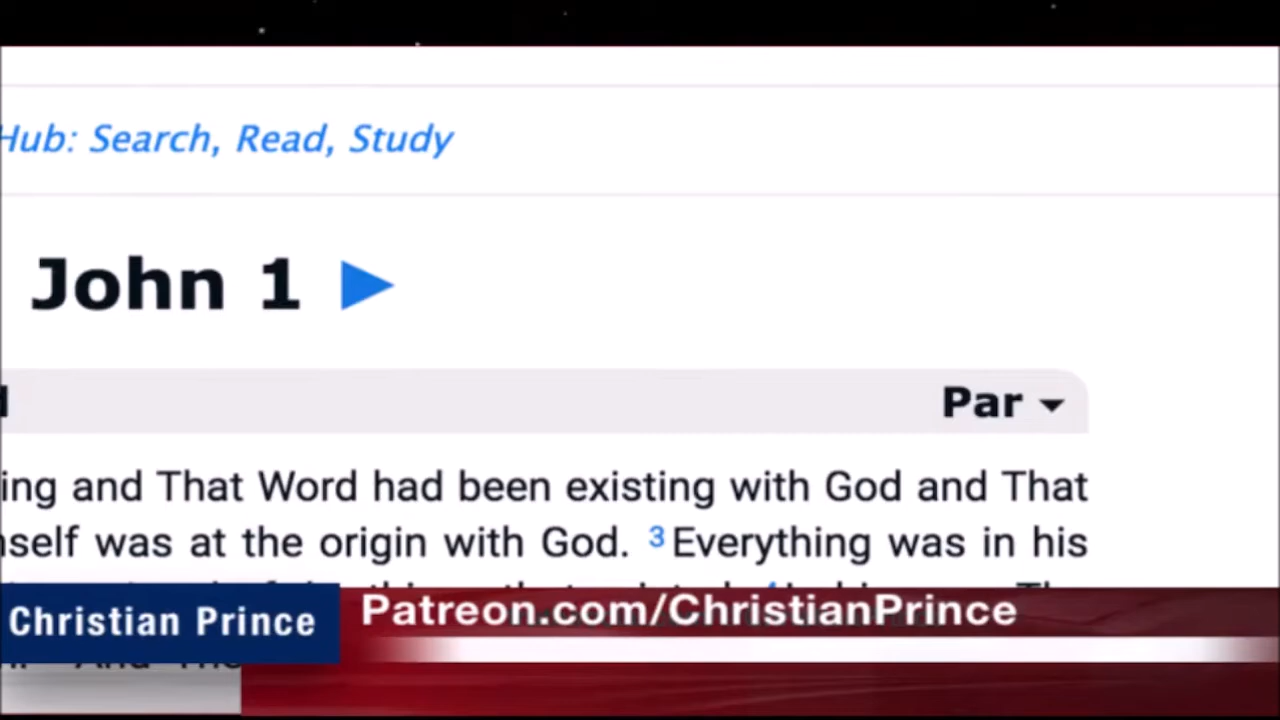 Hub: Search, Read, Study
John 1
Par
ing and That Word had been existing with God and That
nself was at the origin with God. 3 Everything was in his
Christian Prince
Patreon.com/ChristianPrince